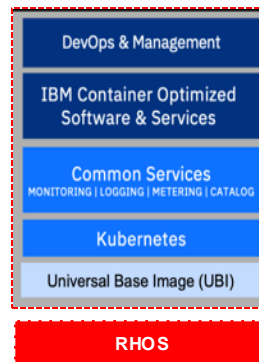 DevOps & Management
IBM Container Optimized
Software & Services
Common Services
MONITORING | LOGGING | METERING | CATALOG
Kubernetes
Universal Base Image (UBI)
RHOS